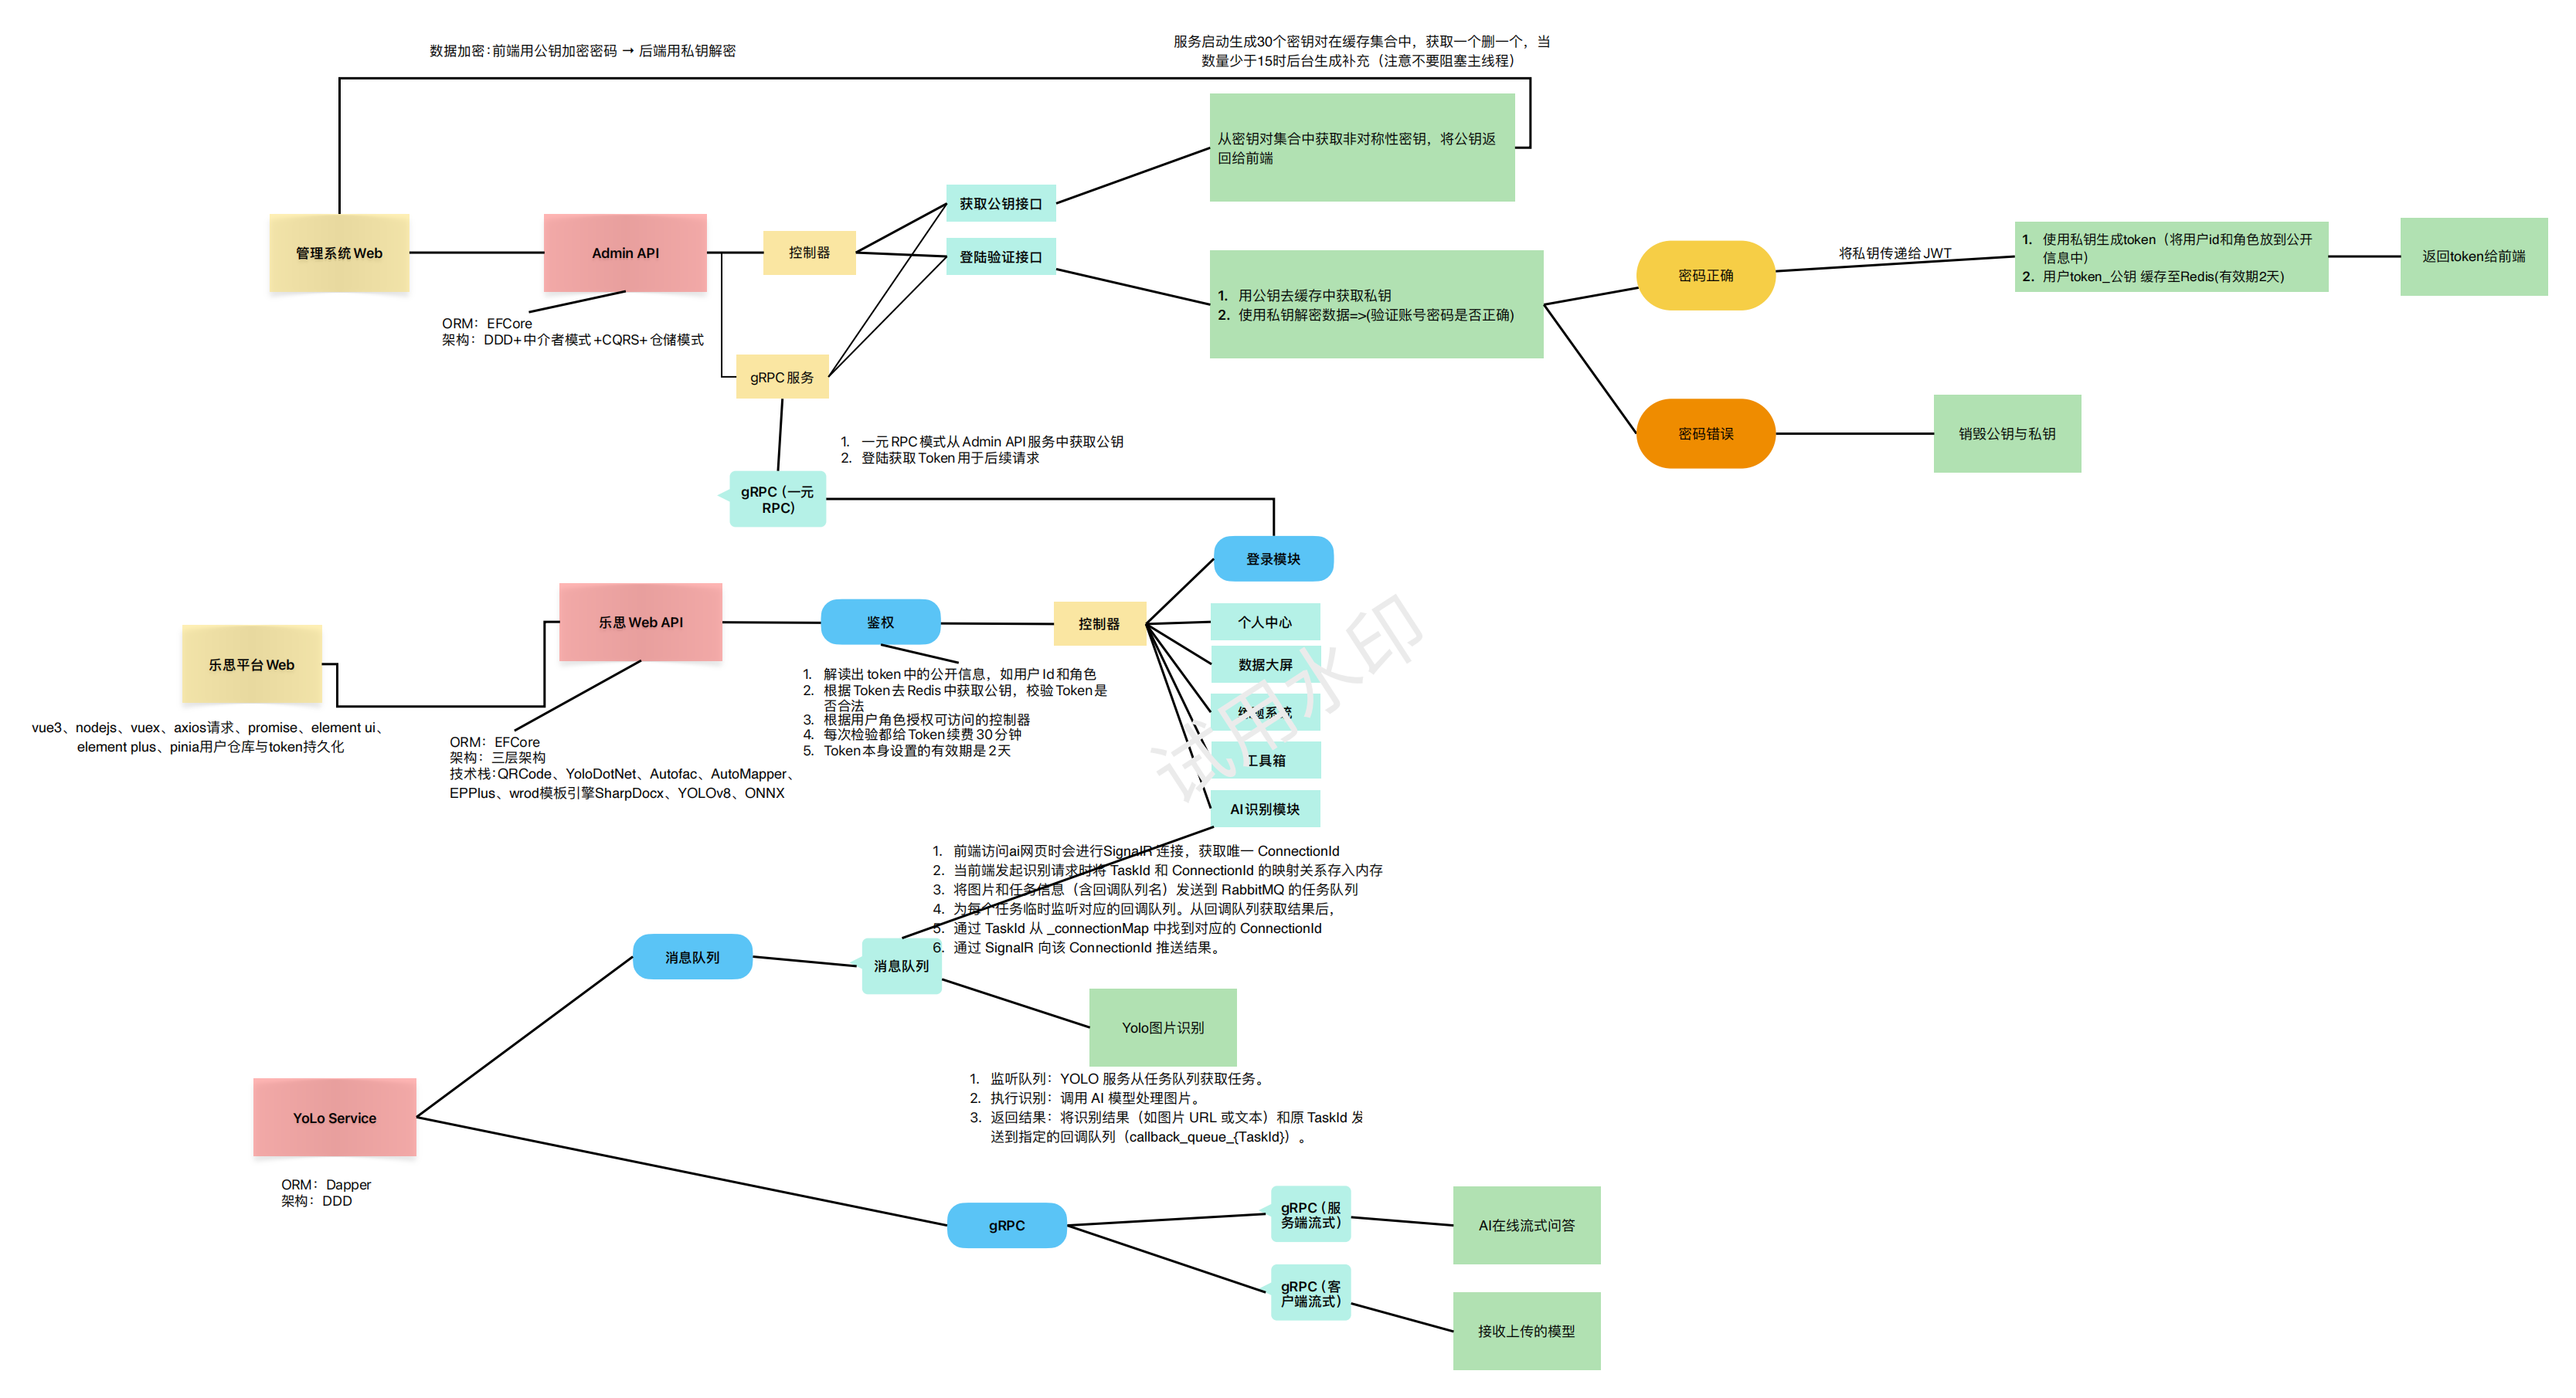 数据加密:前端用公钥加密密码 → 后端用私钥解密
服务启动生成30个密钥对在缓存集合中，获取一个删一个，当
数量少于15时后台生成补充（注意不要阻塞主线程）
从密钥对集合中获取非对称性密钥，将公钥返
回给前端
管理系统 Web
Admin API
控制器
获取公钥接口
登陆验证接口
ORM：EFCore
架构：DDD+ 中介者模式 +CQRS+ 仓储模式
gRPC 服务
1. 用公钥去缓存中获取私钥
2. 使用私钥解密数据=>(验证账号密码是否正确)
密码正确
将私钥传递给 JWT
1. 使用私钥生成token（将用户id和角色放到公开
信息中）
2. 用户token_公钥 缓存至Redis(有效期2天)
返回token给前端
密码错误
销毁公钥与私钥
1. 一元 RPC 模式从 Admin API 服务中获取公钥
2. 登陆获取 Token 用于后续请求
gRPC（一元
RPC）
登录模块
乐思平台 Web
乐思 Web API
鉴权
控制器
个人中心
数据大屏
系统
工具箱
AI 识别模块
vue3、nodejs、vuex、axios请求、promise、element ui、
element plus、pinia用户仓库与token持久化
ORM：EFCore
架构：三层架构
技术栈:QRCode、YoloDotNet、Autofac、AutoMapper、
EPPlus、wrod模板引擎SharpDocx、YOLOv8、ONNX
1. 解读出 token 中的公开信息，如用户 Id 和角色
2. 根据 Token 去 Redis 中获取公钥，校验 Token 是
否合法
3. 根据用户角色授权可访问的控制器
4. 每次检验都给 Token 续费 30 分钟
5. Token 本身设置的有效期是 2 天
试用水印
1. 前端访问ai网页时会进行SignalR 连接，获取唯一 ConnectionId
2. 当前端发起识别请求时将 TaskId 和 ConnectionId 的映射关系存入内存
3. 将图片和任务信息（含回调队列名）发送到 RabbitMQ 的任务队列
4. 为每个任务临时监听对应的回调队列。从回调队列获取结果后，
5. 通过 TaskId 从 _connectionMap 中找到对应的 ConnectionId
6. 通过 SignalR 向该 ConnectionId 推送结果。
消息队列
消息队列
Yolo图片识别
1. 监听队列：YOLO 服务从任务队列获取任务。
2. 执行识别：调用 AI 模型处理图片。
3. 返回结果：将识别结果（如图片 URL 或文本）和原 TaskId 发
送到指定的回调队列（callback_queue_{TaskId}）。
YoLo Service
ORM：Dapper
架构：DDD
gRPC
gRPC（服
务端流式）
AI在线流式问答
gRPC（客
户端流式）
接收上传的模型